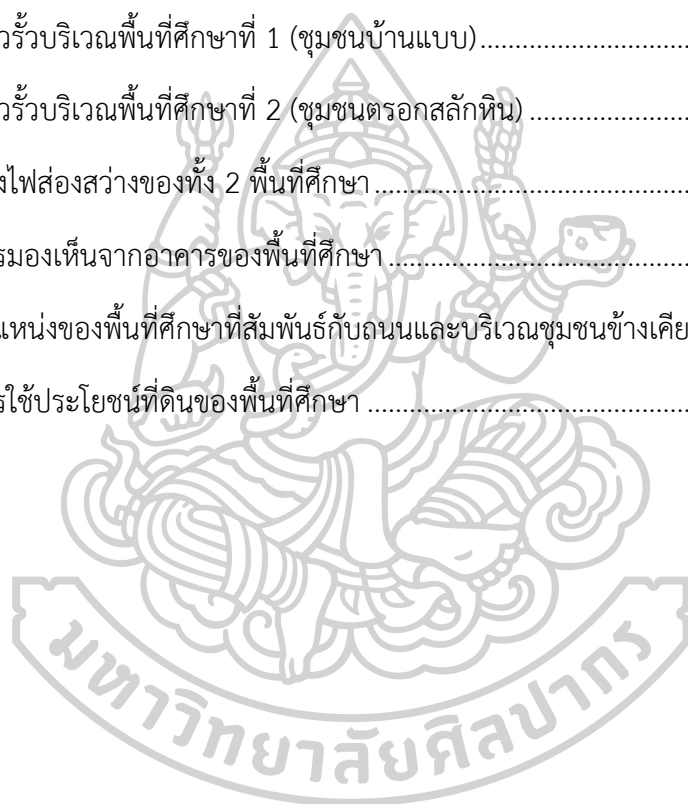 วรั้วบริเวณพื้นที่ศึกษาที่ 1 (ชุมชนบ้านแบบ)
วรั้วบริเวณพื้นที่ศึกษาที่ 2 (ชุมชนตรอกสลักหิน)
งไฟส่องสว่างของทั้ง 2 พื้นที่ศึกษา
รมองเห็นจากอาคารของพื้นที่ศึกษา
แหน่งของพื้นที่ศึกษาที่สัมพันธ์กับถนนและบริเวณชุมชนข้างเคีย
รใช้ประโยชน์ที่ดินของพื้นที่ศึกษา
มหาวิทยาลัยศิลปากร